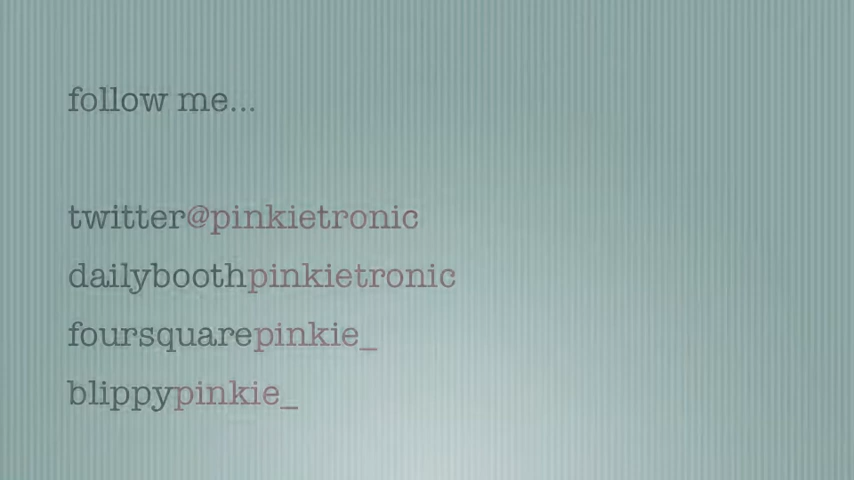 follow me...
twitter@pinkietronic
dailyboothpinkietronic
foursquarepinkie_
blippypinkie_